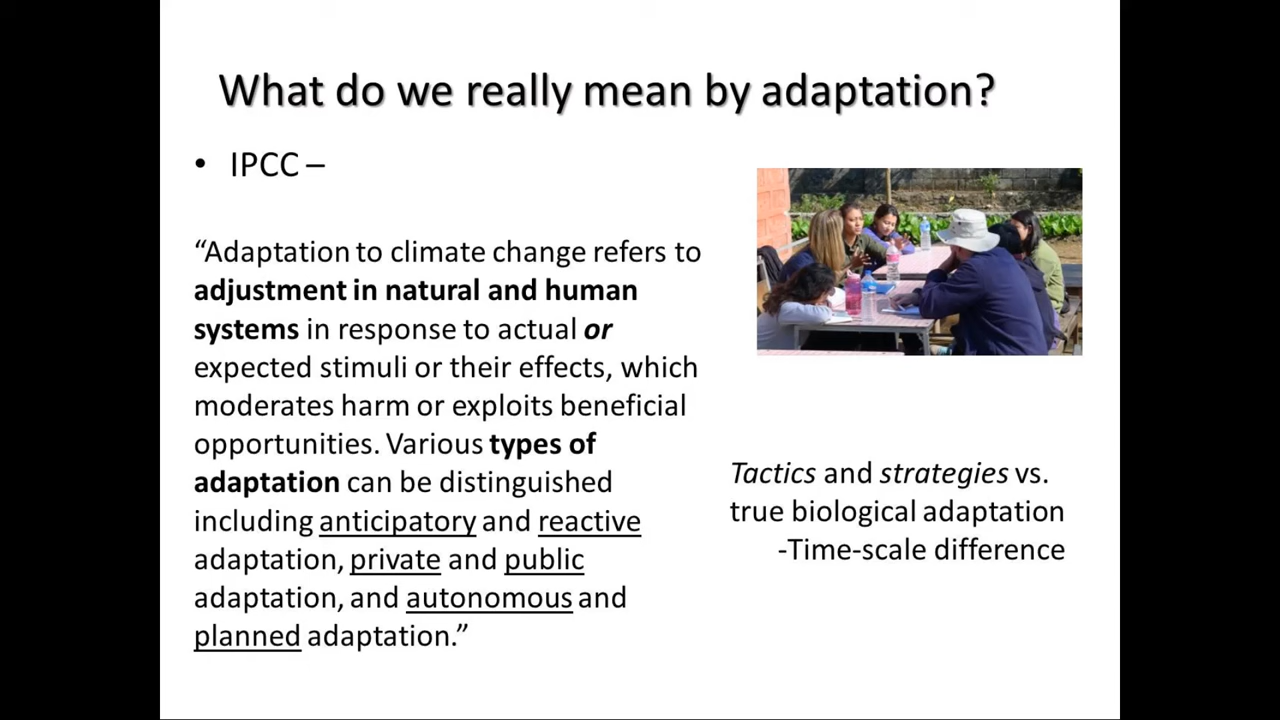 What do we really mean by adaptation?
• IPCC –
“Adaptation to climate change refers to
adjustment in natural and human
systems in response to actual or
expected stimuli or their effects, which
moderates harm or exploits beneficial
opportunities. Various types of
adaptation can be distinguished
including anticipatory and reactive
adaptation, private and public
adaptation, and autonomous and
planned adaptation.”
Tactics and strategies vs.
true biological adaptation
-Time-scale difference